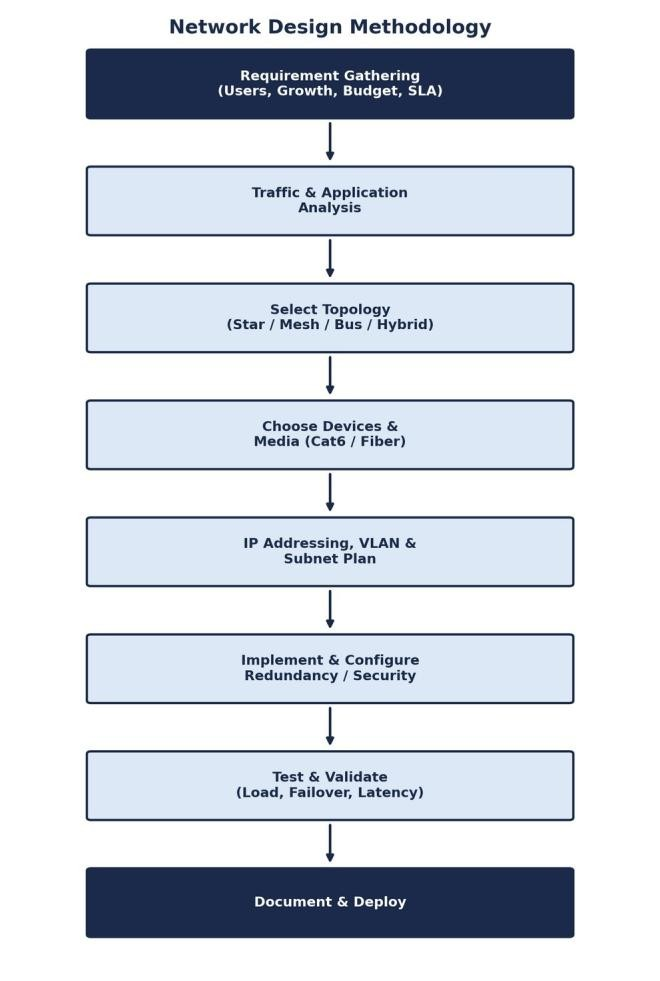 Network Design Methodology
Requirement Gathering
(Users, Growth, Budget, SLA)
Traffic & Application
Analysis
Select Topology
(Star / Mesh / Bus / Hybrid)
Choose Devices &
Media (Cat6 / Fiber)
IP Addressing, VLAN &
Subnet Plan
Implement & Configure
Redundancy / Security
Test & Validate
(Load, Failover, Latency)
Document & Deploy